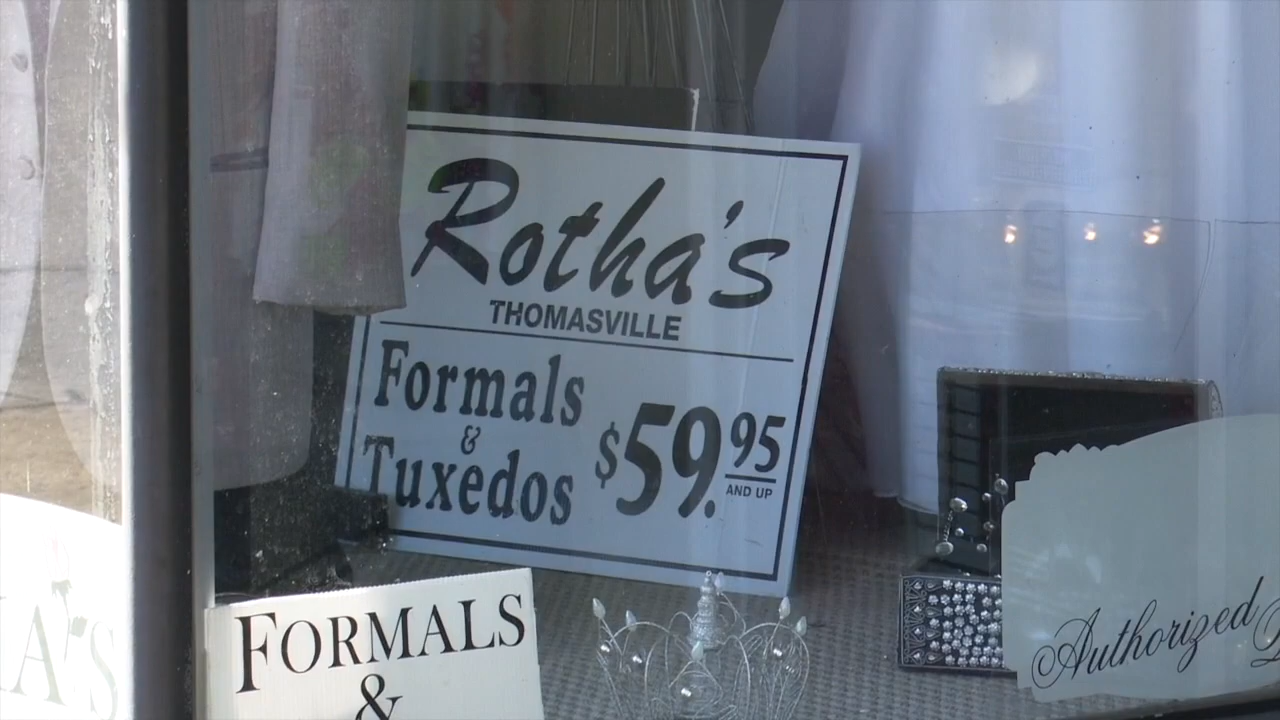 Rotha's
THOMASVILLE
Formals
&
Tuxedos
$59.95
AND UP
FORMALS
&
Authorized
A'S